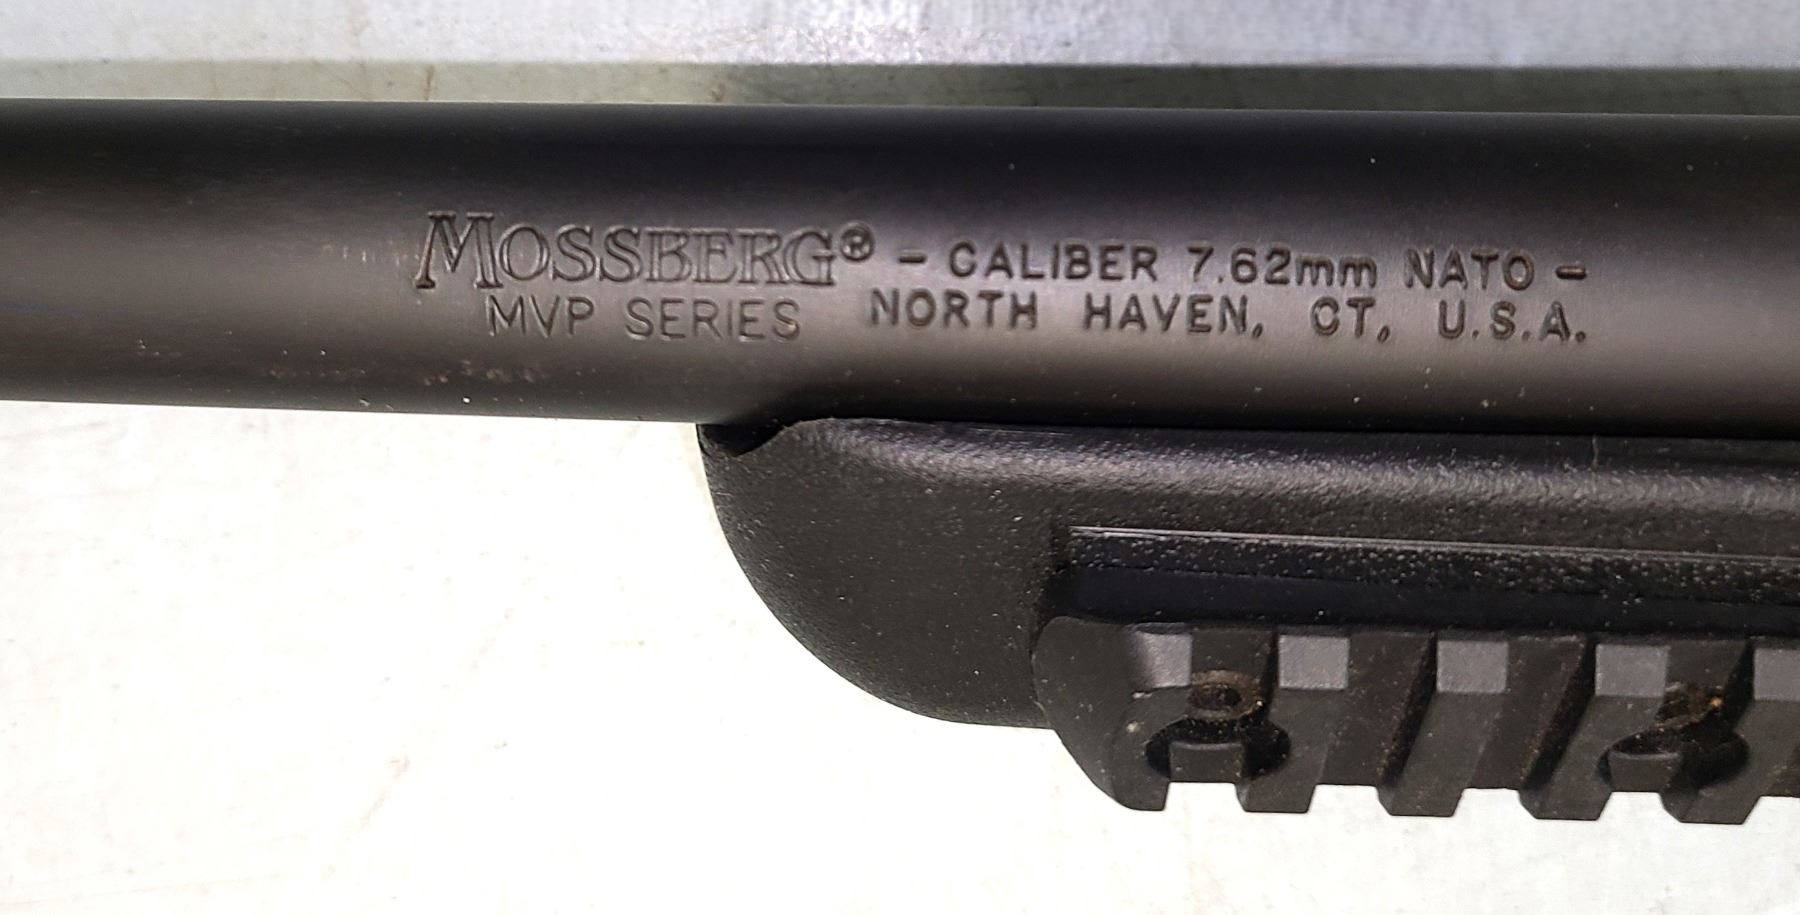 MOSSBERG® – CALIBER 7.62mm NATO –
MVP SERIES NORTH HAVEN, CT, U.S.A.